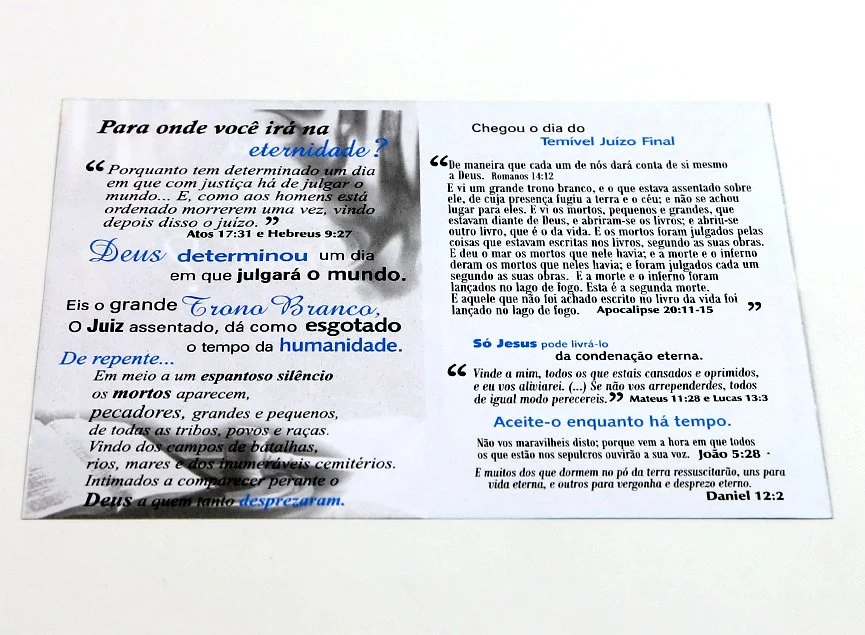 Para onde você irá na
eternidade?
“ Porquanto tem determinado um dia
em que com justiça há de julgar o
mundo... E, como aos homens está
ordenado morrerem uma vez, vindo
depois disso o juízo. ”
Atos 17:31 e Hebreus 9:27
Deus determinou um dia
em que julgará o mundo.
Eis o grande Trono Branco,
O Juiz assentado, dá como esgotado
o tempo da humanidade.
De repente...
Em meio a um espantoso silêncio
os mortos aparecem,
pecadores, grandes e pequenos,
de todas as tribos, povos e raças.
Vindo dos campos de batalhas,
rios, mares e dos inumeráveis cemitérios.
Intimados a comparecer perante o
Deus a quem tanto desprezaram.
Chegou o dia do
Temível Juízo Final
“De maneira que cada um de nós dará conta de si mesmo
a Deus. Romanos 14:12
E vi um grande trono branco, e o que estava assentado sobre
ele, de cuja presença fugiu a terra e o céu; e não se achou
lugar para eles. E vi os mortos, pequenos e grandes, que
estavam diante de Deus, e abriram-se os livros; e abriu-se
outro livro, que é o da vida. E os mortos foram julgados pelas
coisas que estavam escritas nos livros, segundo as suas obras.
E deu o mar os mortos que nele havia; e a morte e o inferno
deram os mortos que neles havia; e foram julgados cada um
segundo as suas obras. E a morte e o inferno foram
lançados no lago de fogo. Esta é a segunda morte.
E aquele que não foi achado escrito no livro da vida foi
lançado no lago de fogo. Apocalipse 20:11-15 ”
Só Jesus pode livrá-lo
da condenação eterna.
“ Vinde a mim, todos os que estais cansados e oprimidos,
e eu vos aliviarei. (...) Se não vos arrependerdes, todos
de igual modo perecereis.” Mateus 11:28 e Lucas 13:3
Aceite-o enquanto há tempo.
Não vos maravilheis disto; porque vem a hora em que todos
os que estão nos sepulcros ouvirão a sua voz. João 5:28 -
E muitos dos que dormem no pó da terra ressuscitarão, uns para
vida eterna, e outros para vergonha e desprezo eterno.
Daniel 12:2